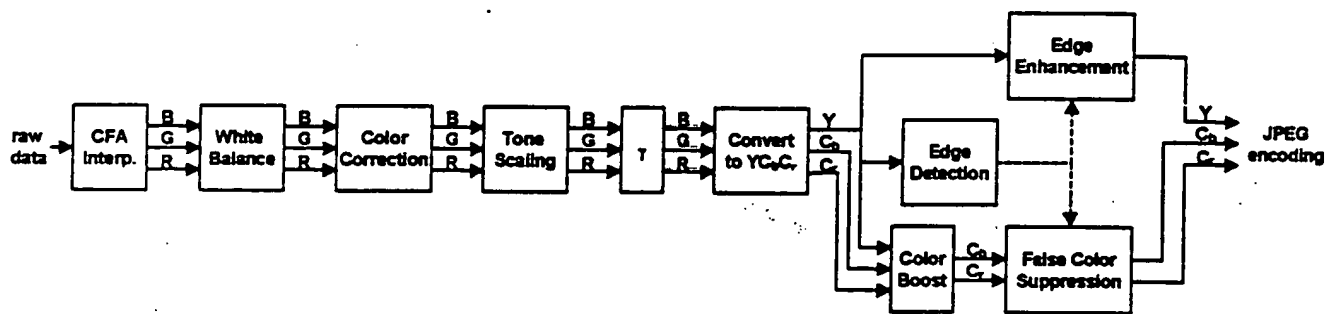 raw
data
CFA
Interp.
B
G
R
White
Balance
B
G
R
Color
Correction
B
G
R
Tone
Scaling
B
G
R
T
B
G
R
Convert
to YCbCr
Y
Cb
Cr
Edge
Enhancement
Edge
Detection
Color
Boost
Cb
Cr
False Color
Suppression
Y
Cb
Cr
JPEG
encoding